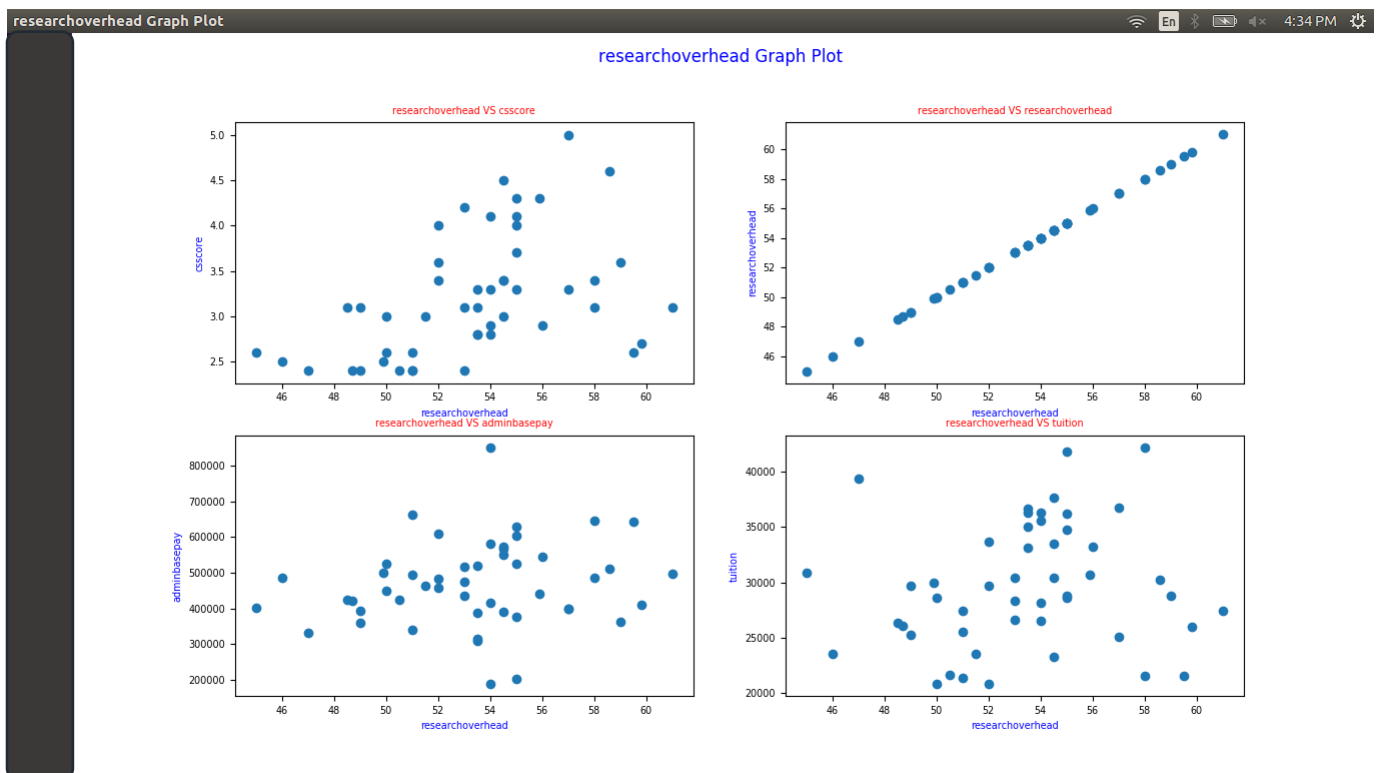 researchoverhead Graph Plot
En
4:34 PM
researchoverhead Graph Plot
researchoverhead VS csscore
5.0
4.5
4.0
3.5
3.0
2.5
csscore
46 48 50 52 54 56 58 60
researchoverhead
researchoverhead VS researchoverhead
60
58
56
54
52
50
48
46
researchoverhead
46 48 50 52 54 56 58 60
researchoverhead
researchoverhead VS adminbasepay
800000
700000
600000
500000
400000
300000
200000
adminbasepay
46 48 50 52 54 56 58 60
researchoverhead
researchoverhead VS tuition
40000
35000
30000
25000
20000
tuition
46 48 50 52 54 56 58 60
researchoverhead